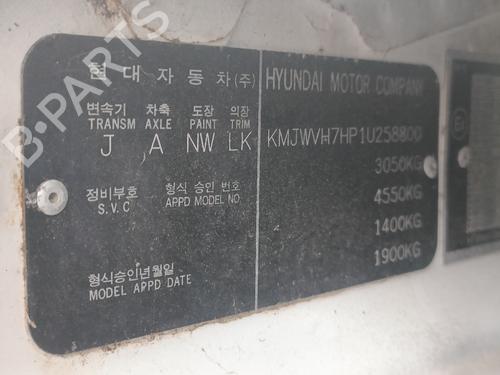 B-PARTS
현대자동차(주) HYUNDAI MOTOR COMPANY
변속기 차축 도장 의장
TRANSM AXLE PAINT TRIM
J ,A NW LK KMJWVH7HP1U258800
3050KG
정비부호 형식 승인 번호 4550KG
S.V.C APPD MODEL NO
1400KG
1900KG
형식승인년월일
MODEL APPD DATE